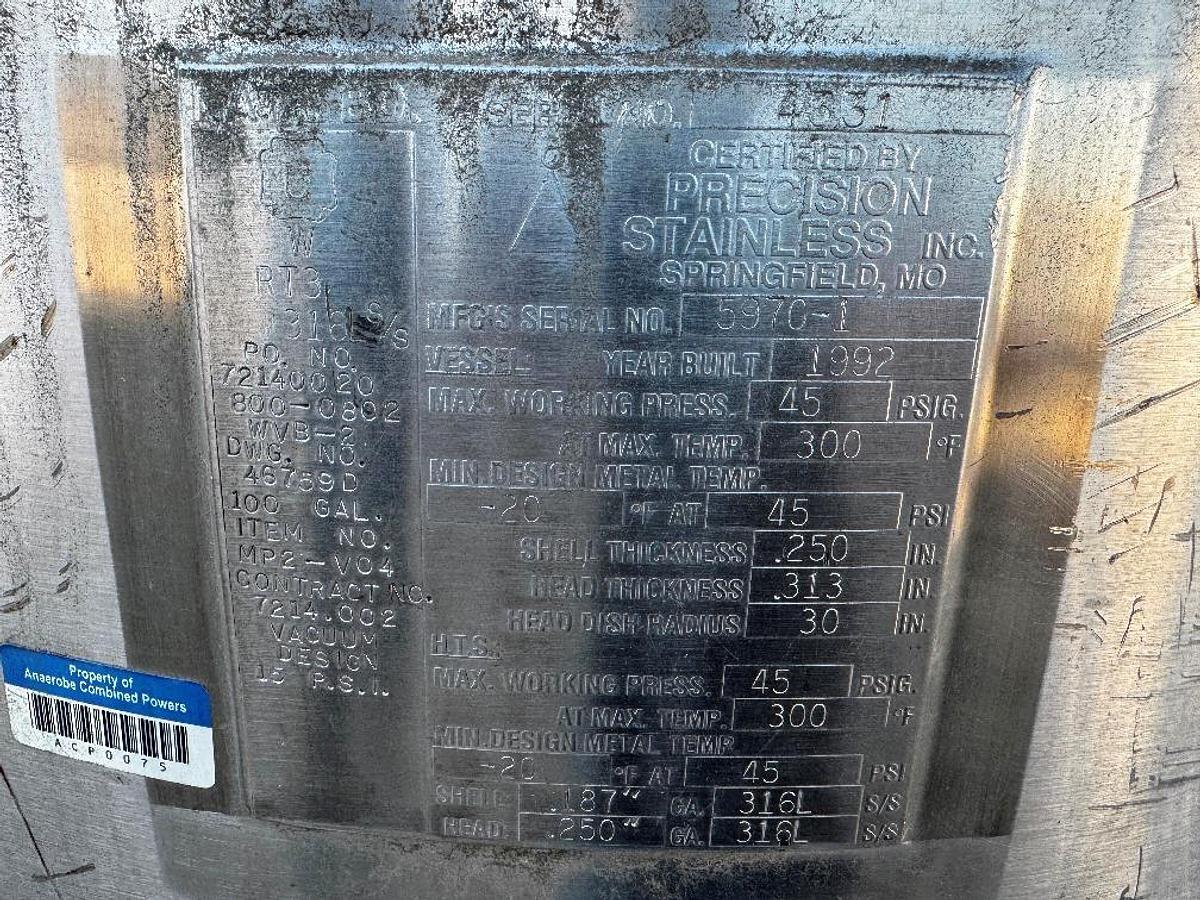 SER. NO. 4531
CERTIFIED BY
PRECISION
STAINLESS INC.
SPRINGFIELD, MO
U
W
RT3
316L S/S
PO. NO.
72140020
800-0892
WVB-2
DWG. NO.
46759D
100 GAL.
ITEM NO.
MP2-V04
CONTRACT NO.
7214.002
VACUUM
DESIGN
15 P.S.I.
MFG'S SERIAL NO. 5970-1
VESSEL: YEAR BUILT 1992
MAX. WORKING PRESS. 45 PSIG.
AT MAX. TEMP. 300 °F
MIN. DESIGN METAL TEMP.
-20 °F AT 45 PSI
SHELL THICKNESS .250 IN.
HEAD THICKNESS .313 IN.
HEAD DISH RADIUS 30 IN.
H.T.S.:
MAX. WORKING PRESS. 45 PSIG.
AT MAX. TEMP. 300 °F
MIN. DESIGN METAL TEMP
-20 °F AT 45 PSI
SHELL: .187" GA. 316L S/S
HEAD: .250" GA. 316L S/S
Property of
Anaerobe Combined Powers
ACP0075